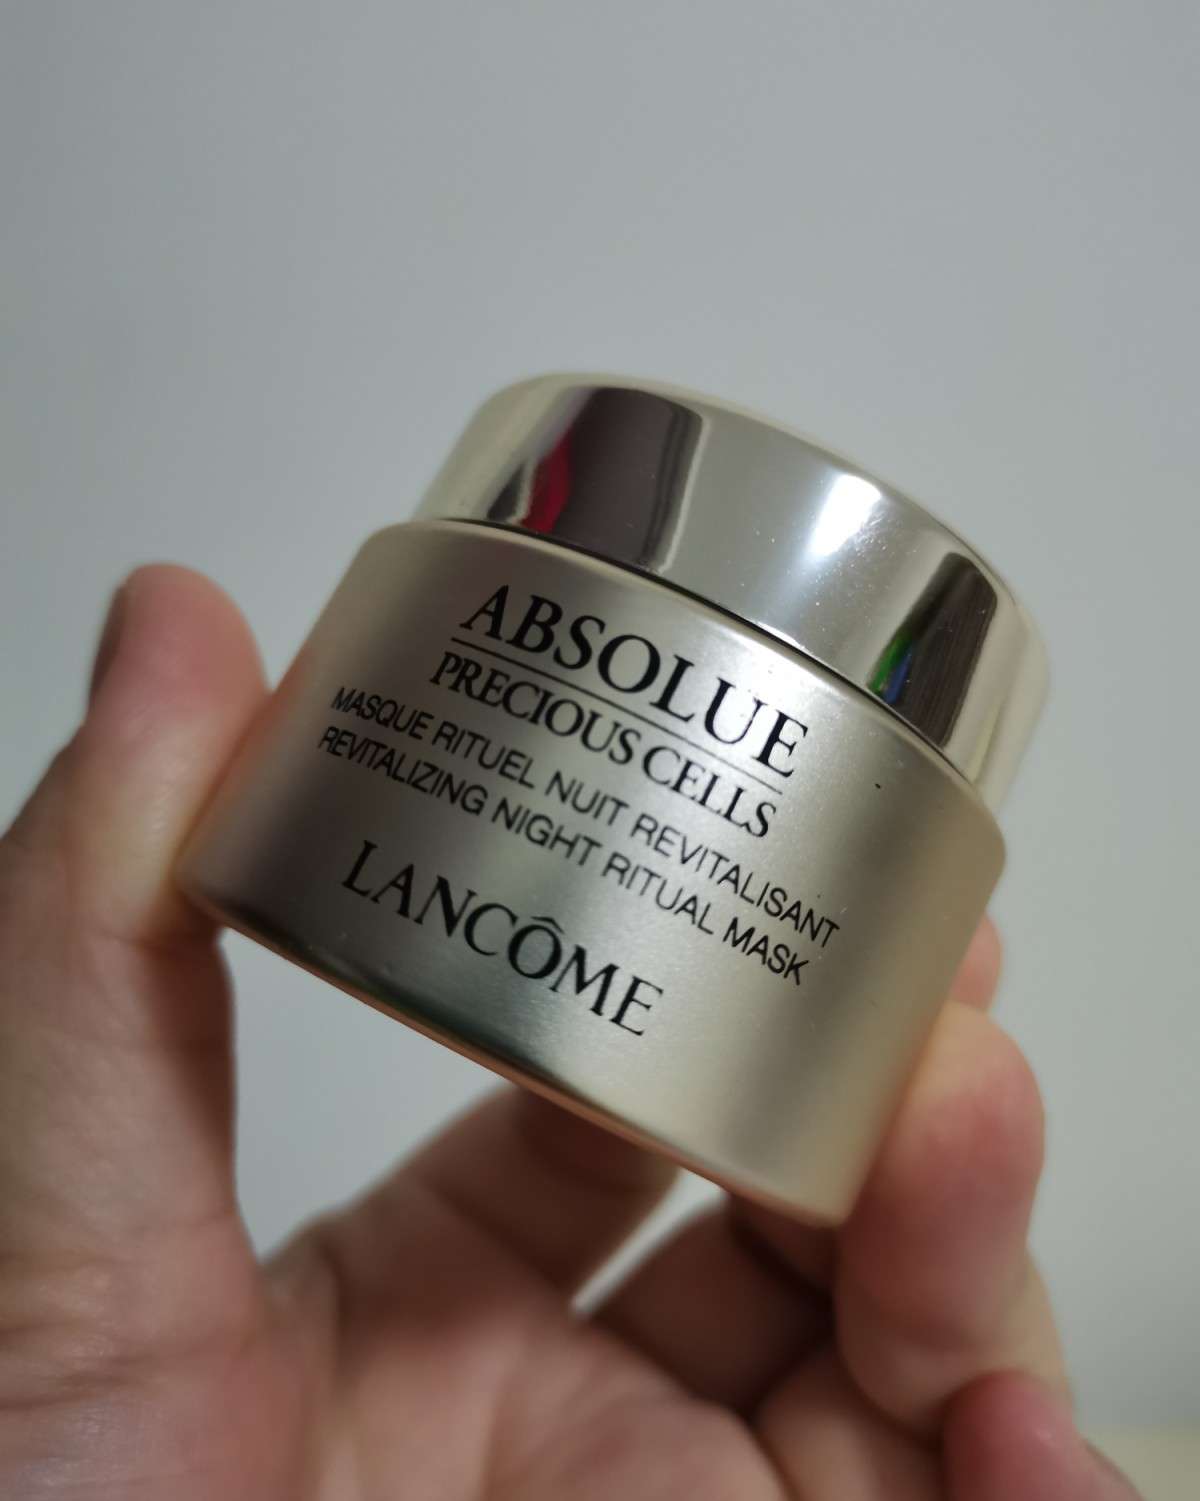 ABSOLUE
PRECIOUS CELLS
MASQUE RITUEL NUIT REVITALISANT
REVITALIZING NIGHT RITUAL MASK
LANCÔME